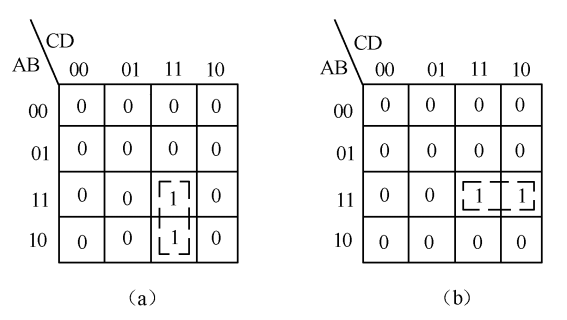 CD CD
AB 00 01 11 10 AB 00 01 11 10
00 0 0 0 0 00 0 0 0 0
01 0 0 0 0 01 0 0 0 0
11 0 0 1 0 11 0 0 1 1
10 0 0 1 0 10 0 0 0 0
(a) (b)